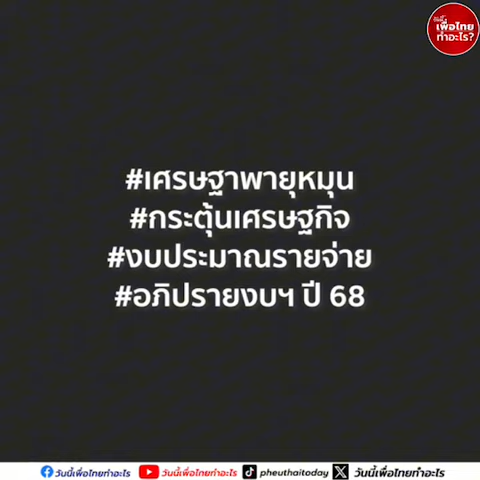 วันนี้
เพื่อไทย
ทำอะไร?
#เศรษฐาพายุหมุน
#กระตุ้นเศรษฐกิจ
#งบประมาณรายจ่าย
#อภิปรายงบฯ ปี 68
วันนี้เพื่อไทยทำอะไร วันนี้เพื่อไทยทำอะไร pheuthaitoday วันนี้เพื่อไทยทำอะไร